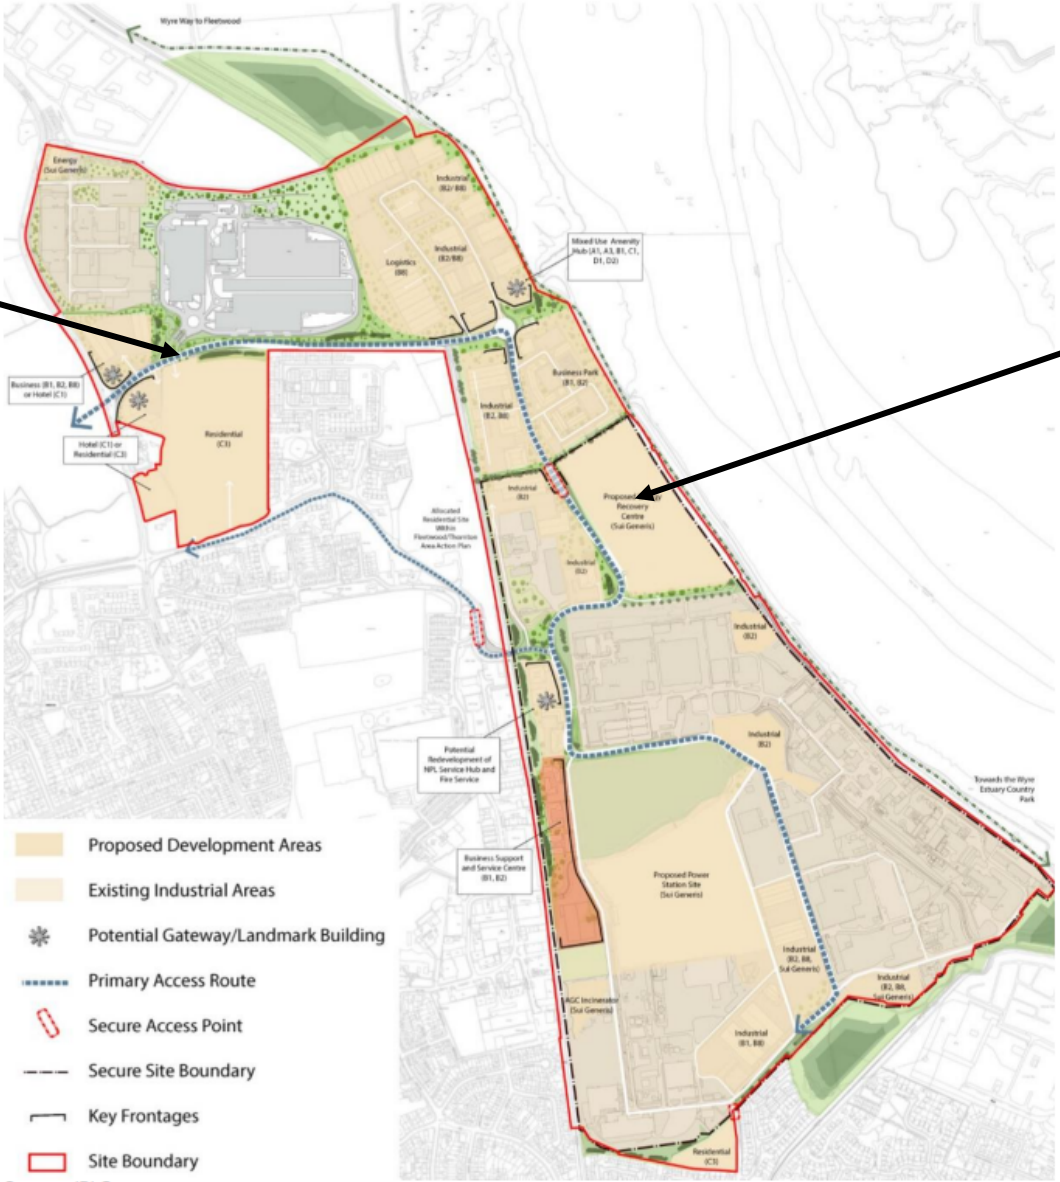 Wyre Way to Fleetwood
Energy
(Sui Generis)
Industrial
(B2/ B8)
Industrial
(B2/B8)
Logistics
(B8)
Mixed Use Amenity
Hub (A1, A3, B1, C1,
D1, D2)
Business (B1, B2, B8)
or Hotel (C1)
Hotel (C1) or
Residential (C3)
Residential
(C3)
Business Park
(B1, B2)
Industrial
(B2, B8)
Industrial
(B2)
Proposed
Recovery
Centre
(Sui Generis)
Allocated
Residential Site
Within
Fleetwood/Thornton
Area Action Plan
Industrial
(B2)
Industrial
(B2)
Industrial
(B2)
Potential
Redevelopment of
NPL Service Hub and
Fire Service
Towards the Wyre
Estuary Country
Park
Business Support
and Service Centre
(B1, B2)
Proposed Power
Station Site
(Sui Generis)
Industrial
(B2, B8,
Sui Generis)
Industrial
(B2, B8,
Sui Generis)
AGC Incinerator
(Sui Generis)
Industrial
(B1, B8)
Residential
(C3)
Proposed Development Areas
Existing Industrial Areas
Potential Gateway/Landmark Building
Primary Access Route
Secure Access Point
Secure Site Boundary
Key Frontages
Site Boundary